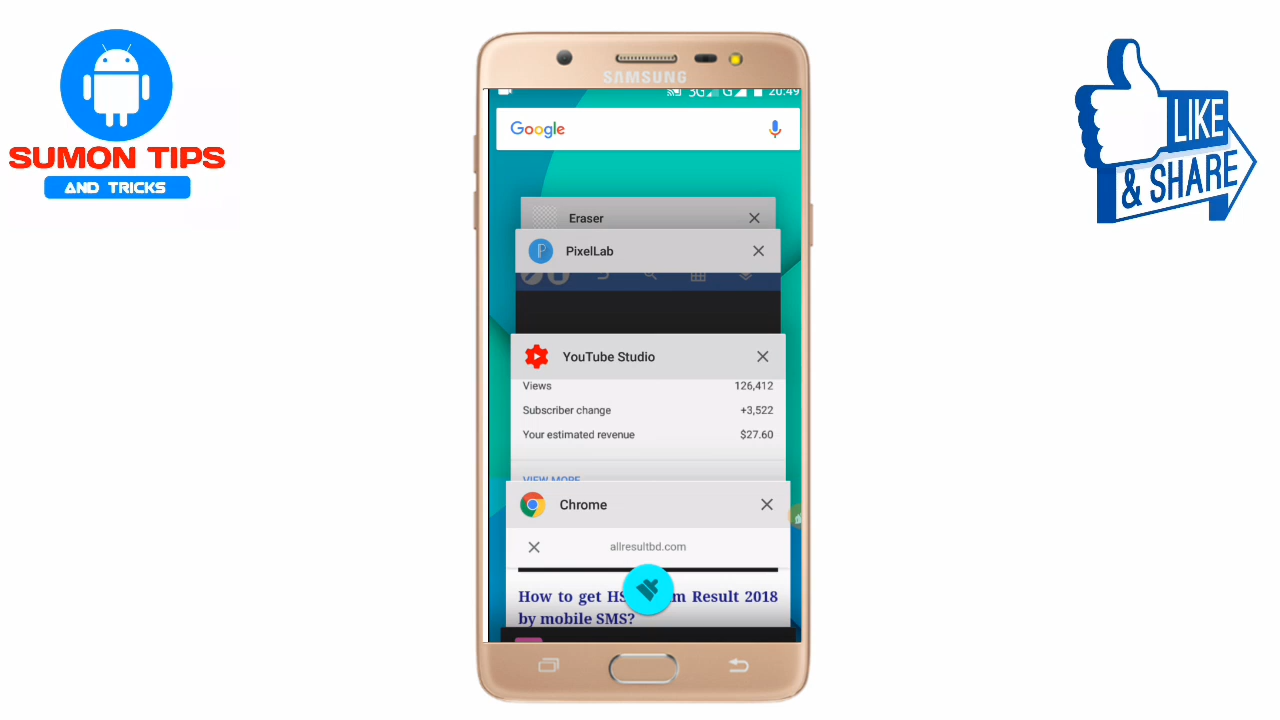 SUMON TIPS
AND TRICKS
LIKE
& SHARE
SAMSUNG
3G G 20:49
Google
Eraser
PixelLab
YouTube Studio
Views 126,412
Subscriber change +3,522
Your estimated revenue $27.60
VIEW MORE
Chrome
allresultbd.com
How to get Result 2018
by mobile SMS?